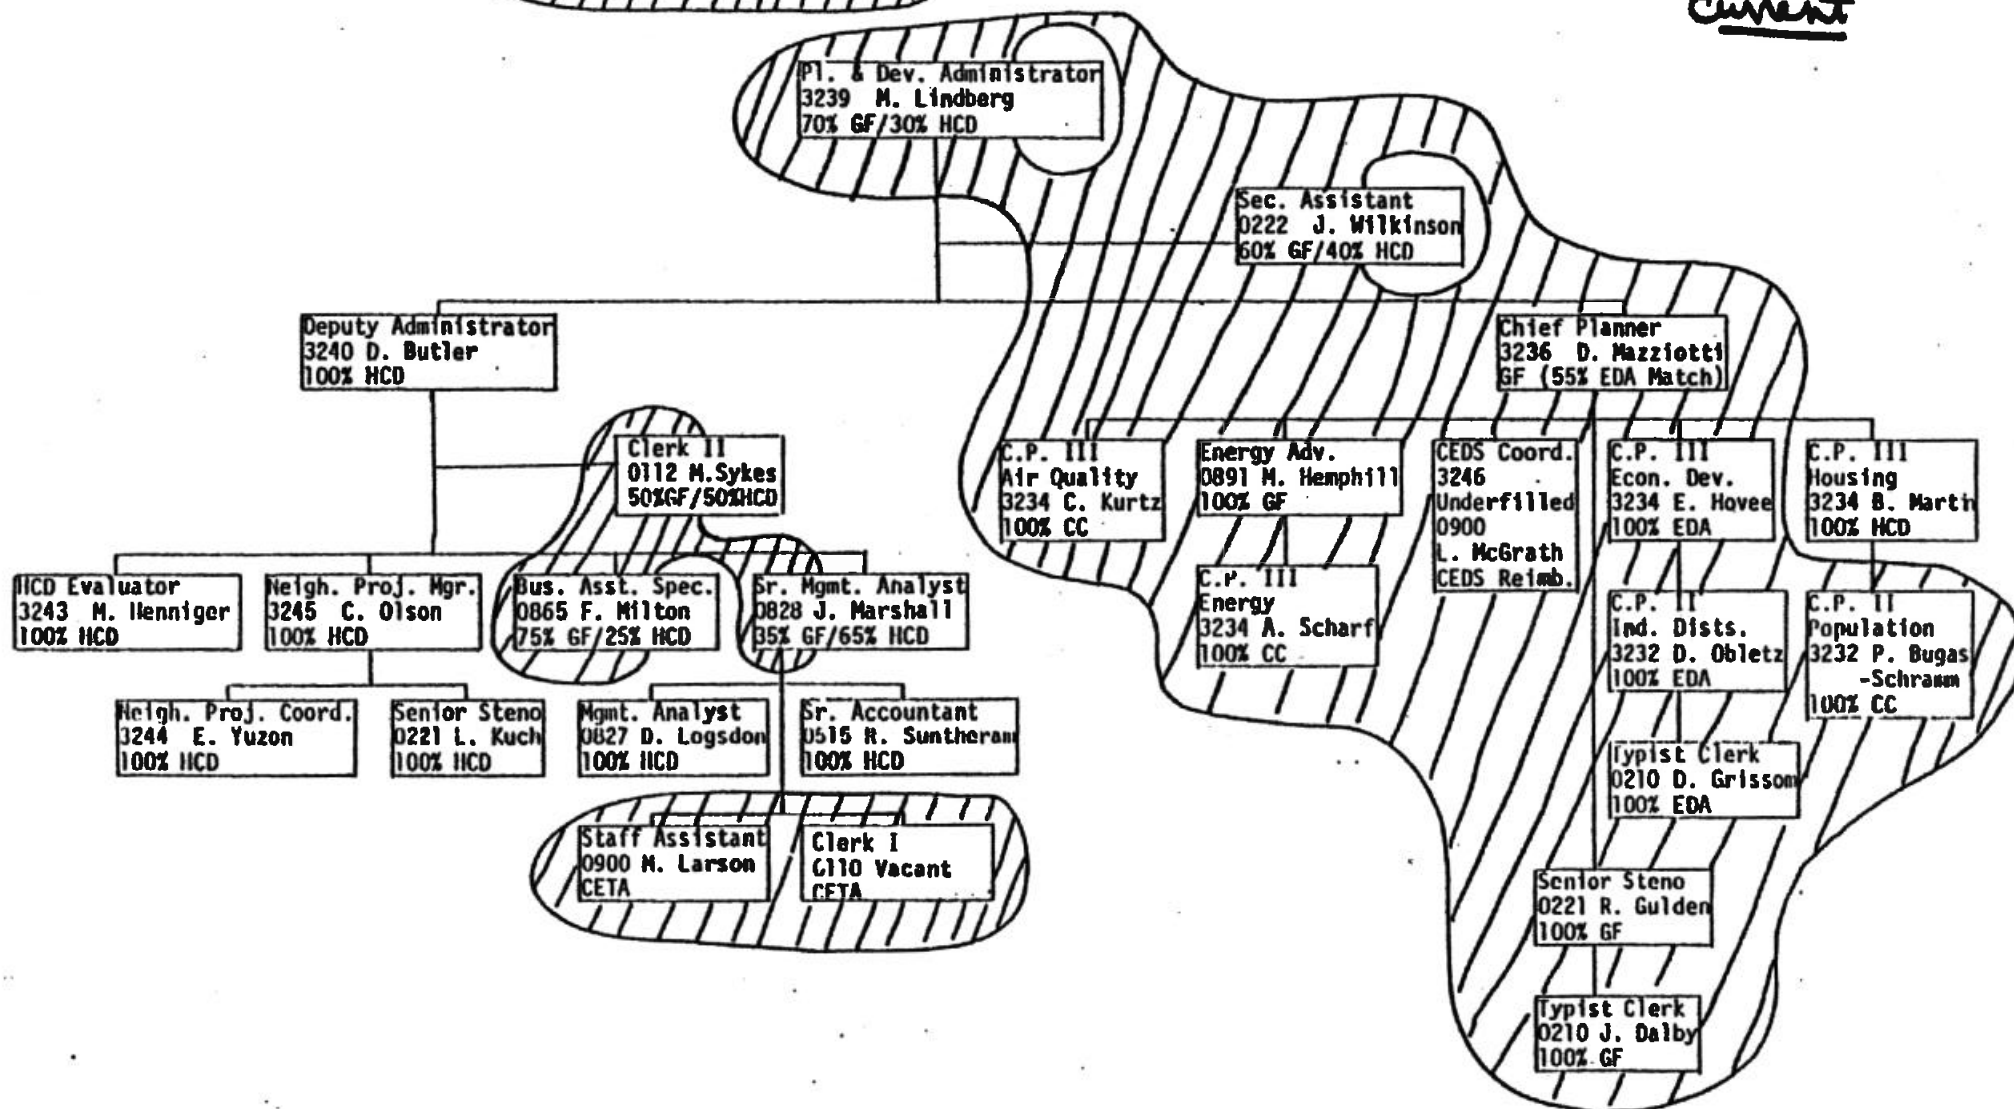 Current
Pl. & Dev. Administrator
3239 M. Lindberg
70% GF/30% HCD
Sec. Assistant
0222 J. Wilkinson
60% GF/40% HCD
Deputy Administrator
3240 D. Butler
100% HCD
Chief Planner
3236 D. Mazziotti
GF (55% EDA Match)
Clerk II
0112 M.Sykes
50%GF/50%HCD
C.P. III
Air Quality
3234 C. Kurtz
100% CC
Energy Adv.
0891 M. Hemphill
100% GF
CEDS Coord.
3246
Underfilled
0900
L. McGrath
CEDS Reimb.
C.P. III
Econ. Dev.
3234 E. Hovee
100% EDA
C.P. III
Housing
3234 B. Martin
100% HCD
HCD Evaluator
3243 M. Henniger
100% HCD
Neigh. Proj. Mgr.
3245 C. Olson
100% HCD
Bus. Asst. Spec.
0865 F. Milton
75% GF/25% HCD
Sr. Mgmt. Analyst
0828 J. Marshall
35% GF/65% HCD
C.P. III
Energy
3234 A. Scharf
100% CC
C.P. II
Ind. Dists.
3232 D. Obletz
100% EDA
C.P. II
Population
3232 P. Bugas
-Schramm
100% CC
Neigh. Proj. Coord.
3244 E. Yuzon
100% HCD
Senior Steno
0221 L. Kuch
100% HCD
Mgmt. Analyst
0827 D. Logsdon
100% HCD
Sr. Accountant
0515 R. Suntheram
100% HCD
Typist Clerk
0210 D. Grissom
100% EDA
Staff Assistant
0900 M. Larson
CETA
Clerk I
C110 Vacant
CETA
Senior Steno
0221 R. Gulden
100% GF
Typist Clerk
0210 J. Dalby
100% GF